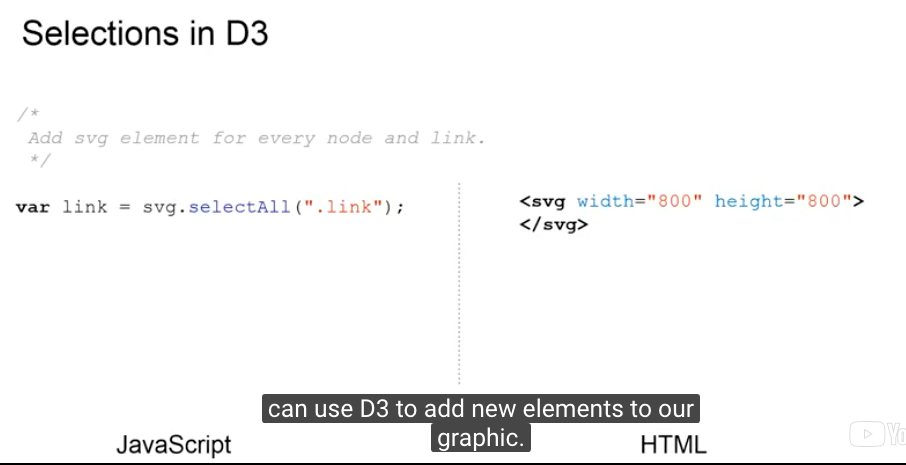 Selections in D3
/*
Add svg element for every node and link.
*/
var link = svg.selectAll(".link");
<svg width="800" height="800">
</svg>
can use D3 to add new elements to our
graphic.
JavaScript
HTML